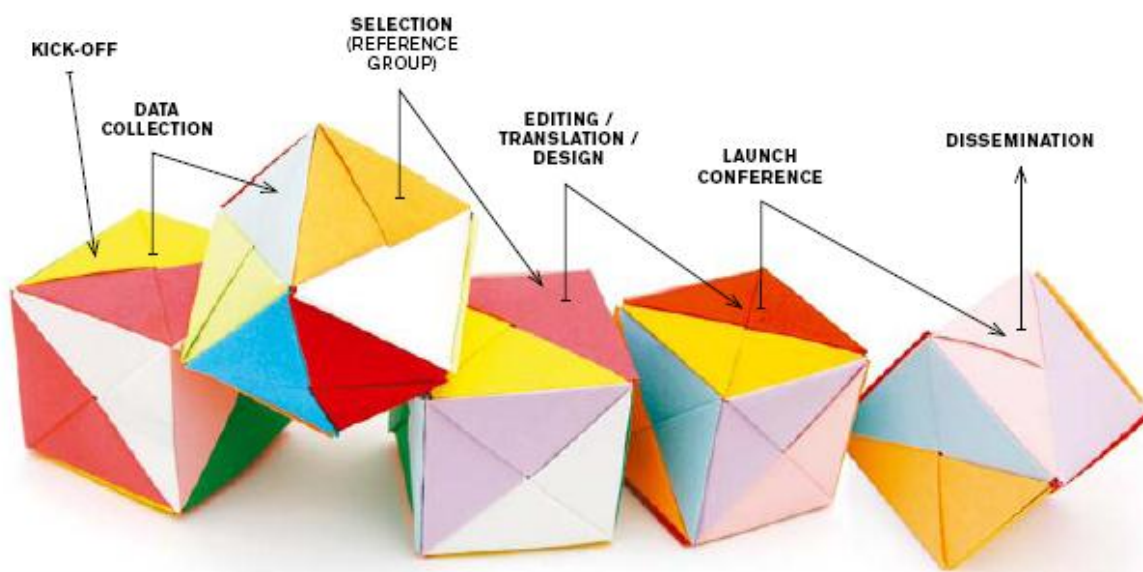 KICK-OFF
DATA
COLLECTION
SELECTION
(REFERENCE
GROUP)
EDITING /
TRANSLATION /
DESIGN
LAUNCH
CONFERENCE
DISSEMINATION